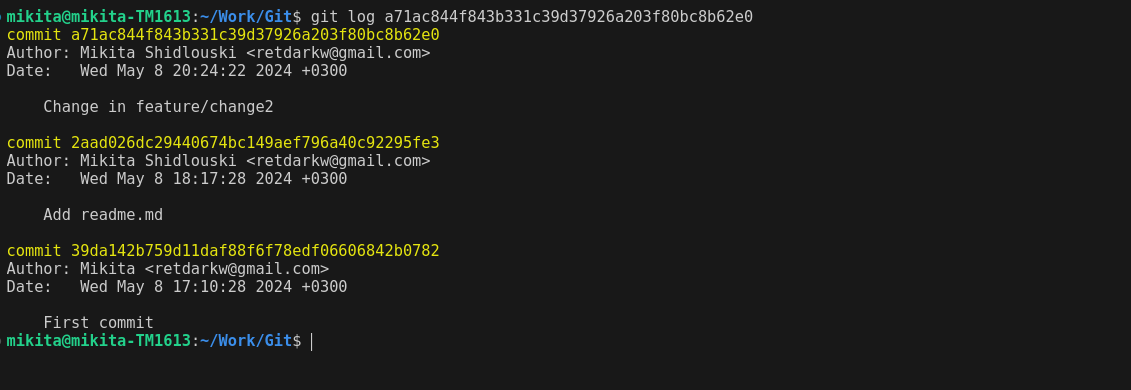 mikita@mikita-TM1613:~/Work/Git$ git log a71ac844f843b331c39d37926a203f80bc8b62e0
commit a71ac844f843b331c39d37926a203f80bc8b62e0
Author: Mikita Shidlouski <retdarkw@gmail.com>
Date:   Wed May 8 20:24:22 2024 +0300
Change in feature/change2
commit 2aad026dc29440674bc149aef796a40c92295fe3
Author: Mikita Shidlouski <retdarkw@gmail.com>
Date:   Wed May 8 18:17:28 2024 +0300
Add readme.md
commit 39da142b759d11daf88f6f78edf06606842b0782
Author: Mikita <retdarkw@gmail.com>
Date:   Wed May 8 17:10:28 2024 +0300
First commit
mikita@mikita-TM1613:~/Work/Git$